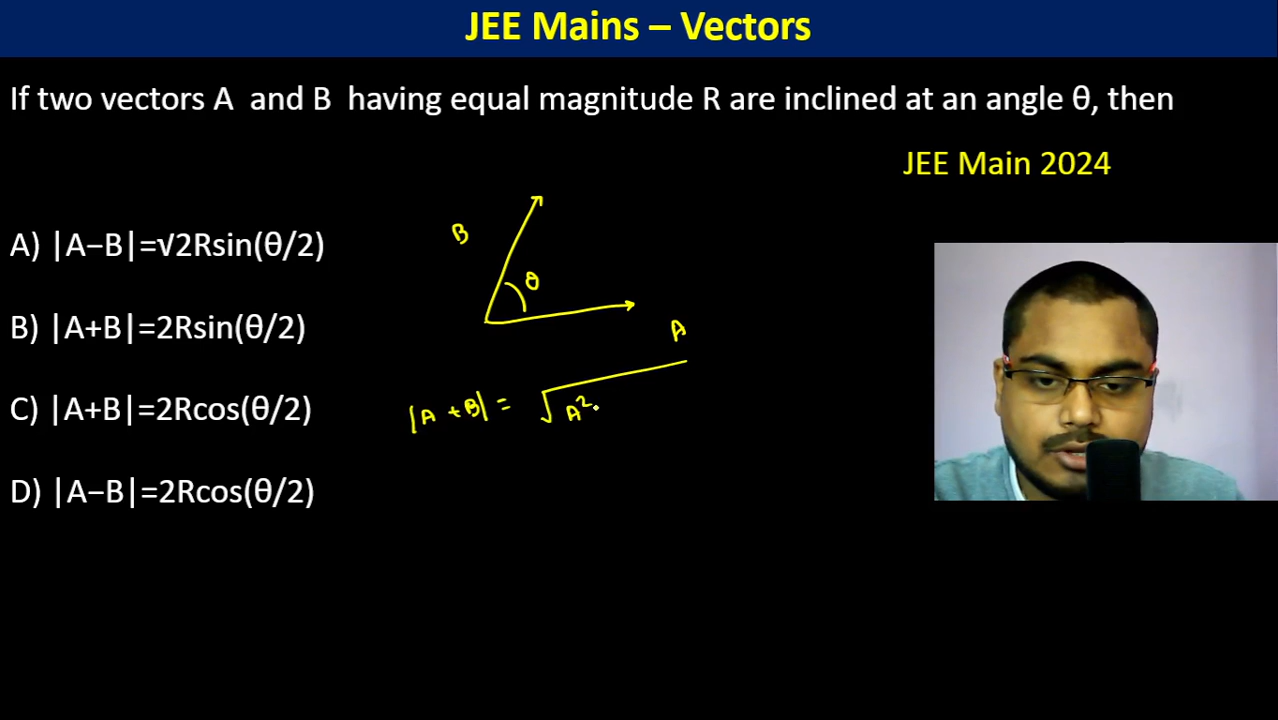 JEE Mains – Vectors
If two vectors A and B having equal magnitude R are inclined at an angle θ, then
JEE Main 2024
A) |A−B|=√2Rsin(θ/2)
B) |A+B|=2Rsin(θ/2)
C) |A+B|=2Rcos(θ/2)
D) |A−B|=2Rcos(θ/2)
B
θ
A
|A + B| = √A²